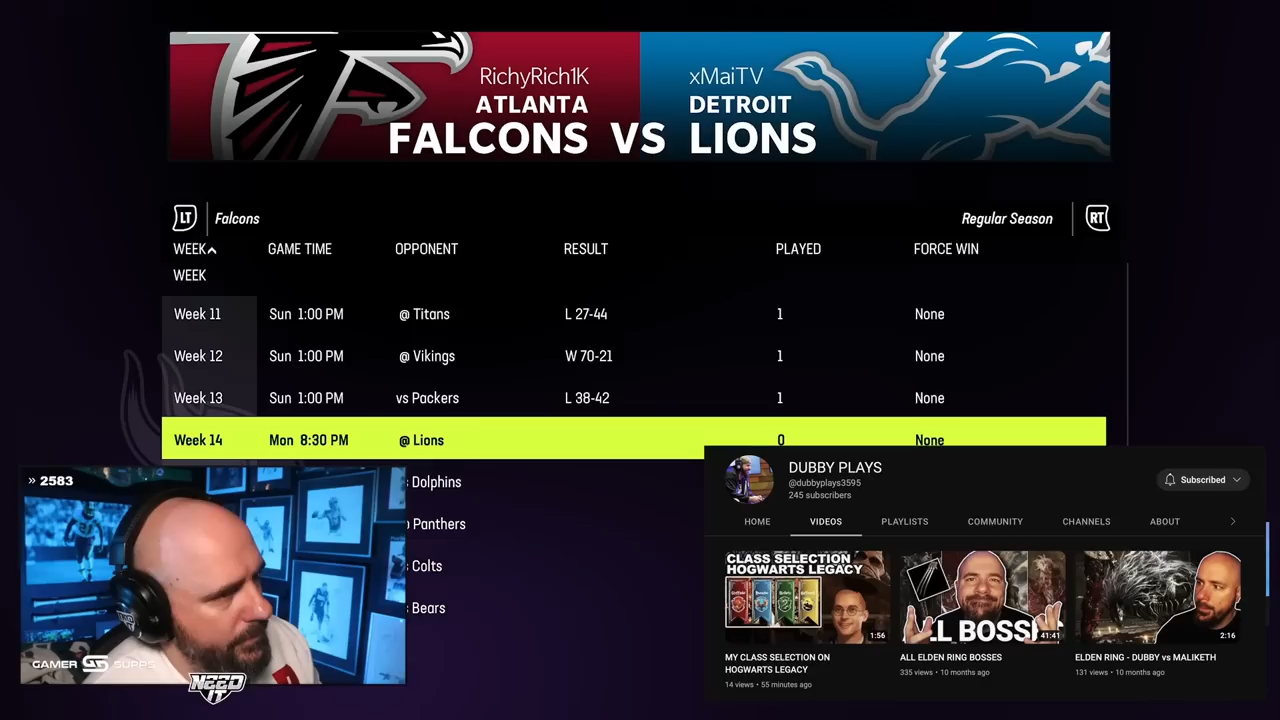 RichyRich1K
ATLANTA
FALCONS VS LIONS
xMaiTV
DETROIT
LT Falcons
Regular Season RT
WEEK GAME TIME OPPONENT RESULT PLAYED FORCE WIN
WEEK
Week 11 Sun 1:00 PM @ Titans L 27-44 1 None
Week 12 Sun 1:00 PM @ Vikings W 70-21 1 None
Week 13 Sun 1:00 PM vs Packers L 38-42 1 None
Week 14 Mon 8:30 PM @ Lions 0 None
Dolphins
Panthers
Colts
Bears
» 2583
GAMER GS SUPPS
NEED IT
DUBBY PLAYS
@dubbyplays3595
245 subscribers
Subscribed
HOME VIDEOS PLAYLISTS COMMUNITY CHANNELS ABOUT
CLASS SELECTION
HOGWARTS LEGACY
1:56
LL BOSS
41:41
2:16
MY CLASS SELECTION ON
HOGWARTS LEGACY
14 views • 55 minutes ago
ALL ELDEN RING BOSSES
335 views • 10 months ago
ELDEN RING - DUBBY vs MALIKETH
131 views • 10 months ago